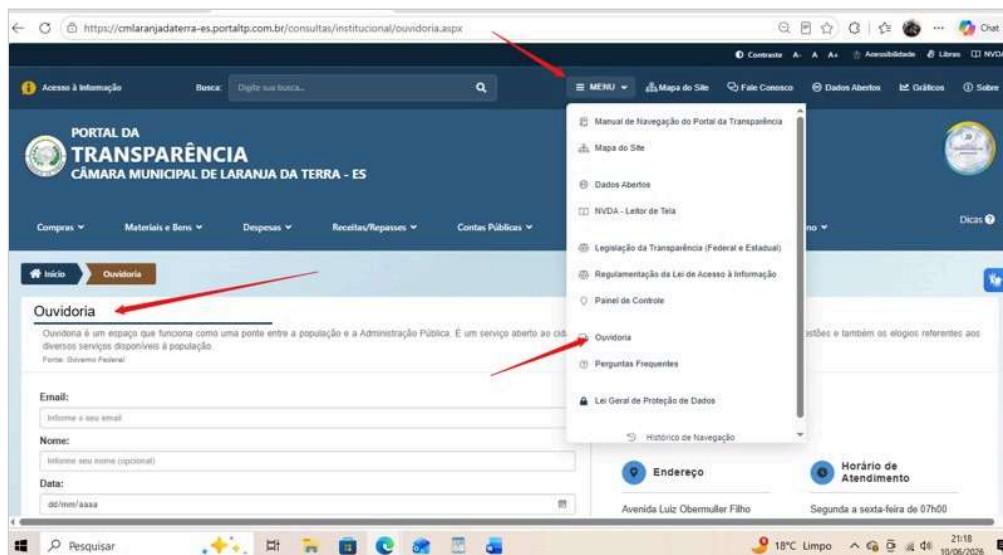 https://cmlaranjadaterra-es.portaltp.com.br/consultas/institucional/ouvidoria.aspx
Chat
Contraste A- A A+ Acessibilidade Libras NVDA
Acesso à Informação Busca: Digite sua busca... MENU Mapa do Site Fale Conosco Dados Abertos Gráficos Sobre
Manual de Navegação do Portal da Transparência
Mapa do Site
Dados Abertos
NVDA - Leitor de Tela
Legislação da Transparência (Federal e Estadual)
Regulamentação da Lei de Acesso à Informação
Painel de Controle
Ouvidoria
Perguntas Frequentes
Lei Geral de Proteção de Dados
Histórico de Navegação
PORTAL DA
TRANSPARÊNCIA
CÂMARA MUNICIPAL DE LARANJA DA TERRA - ES
Compras Materiais e Bens Despesas Receitas/Repasses Contas Públicas no Dicas
Início Ouvidoria
Ouvidoria
Ouvidoria é um espaço que funciona como uma ponte entre a população e a Administração Pública. É um serviço aberto ao cid estões e também os elogios referentes aos
diversos serviços disponíveis à população.
Fonte: Governo Federal
Email:
Informe o seu email
Nome:
Informe seu nome (opcional)
Data:
dd/mm/aaaa
Endereço
Avenida Luiz Obermuller Filho
Horário de
Atendimento
Segunda a sexta-feira de 07h00
Pesquisar 18°C Limpo 21:18
10/06/2026